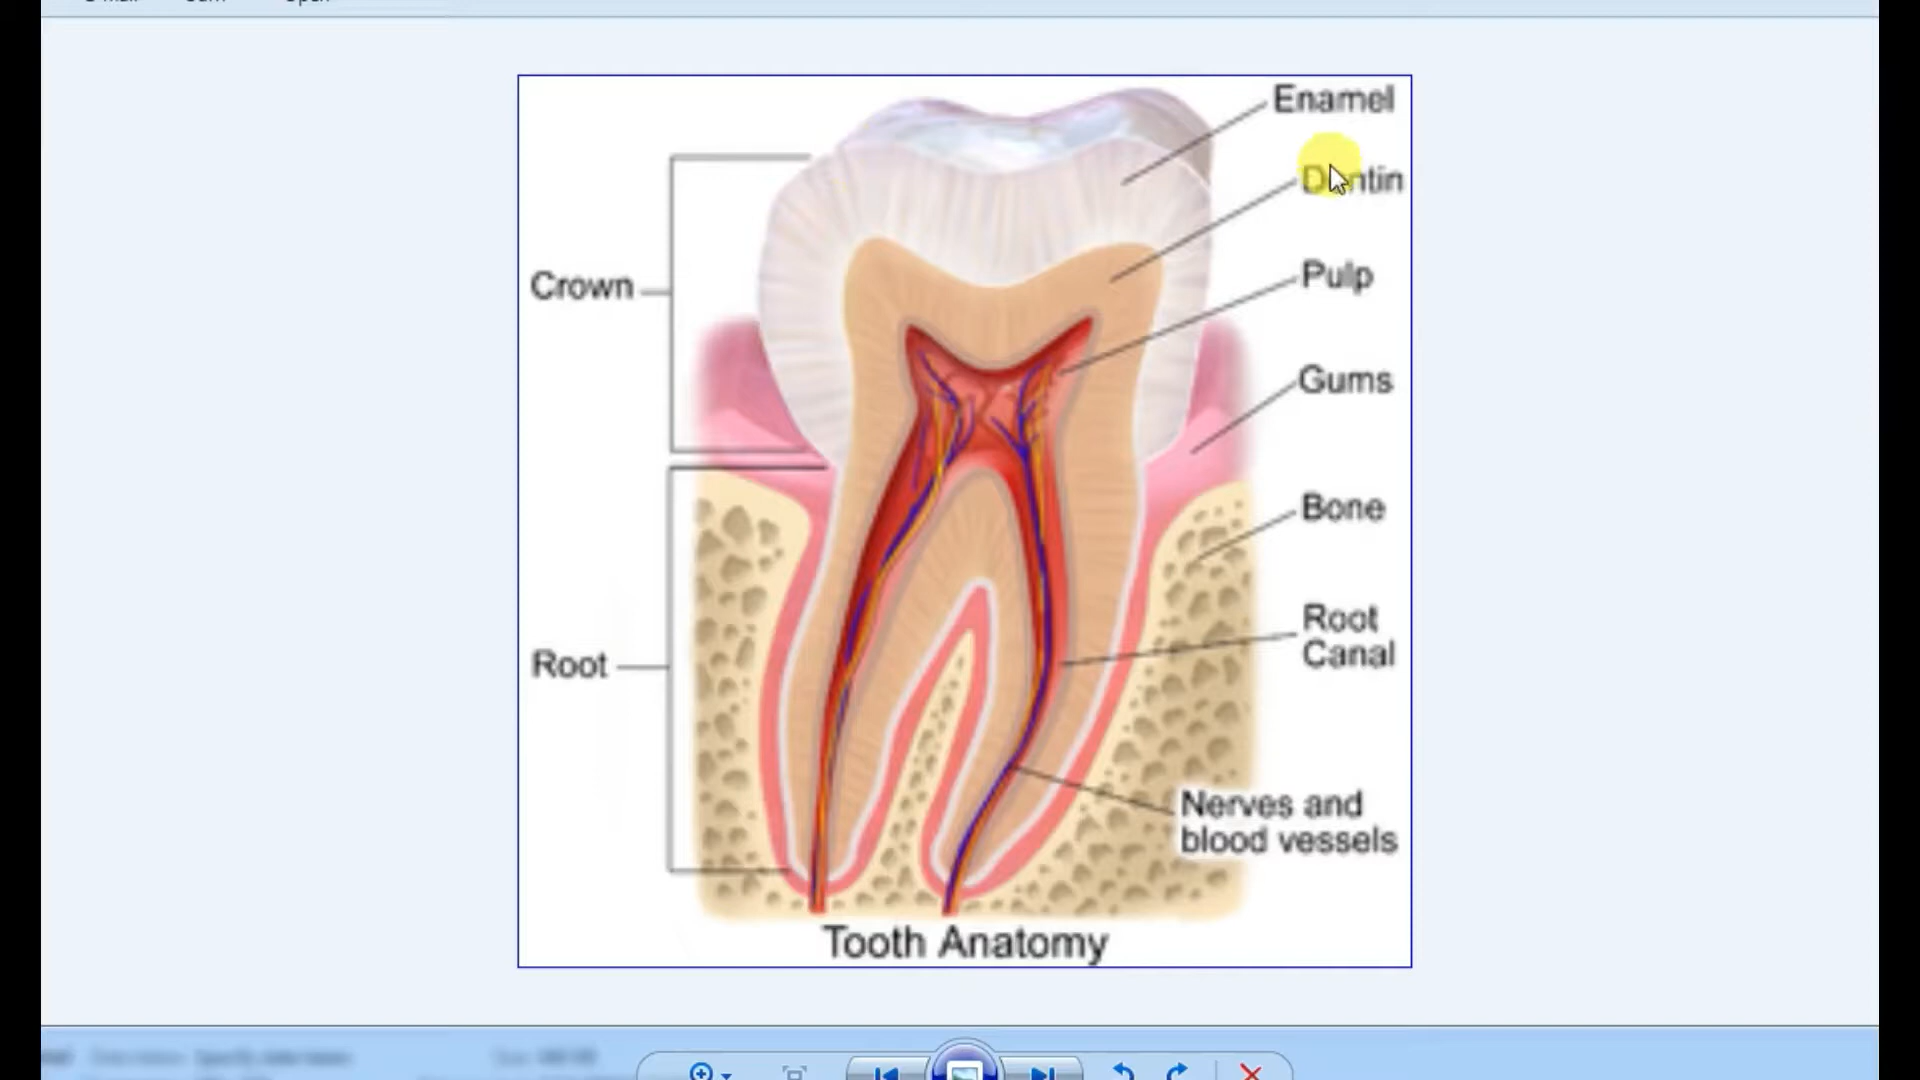 Enamel
Dentin
Pulp
Crown
Gums
Bone
Root
Canal
Root
Nerves and
blood vessels
Tooth Anatomy